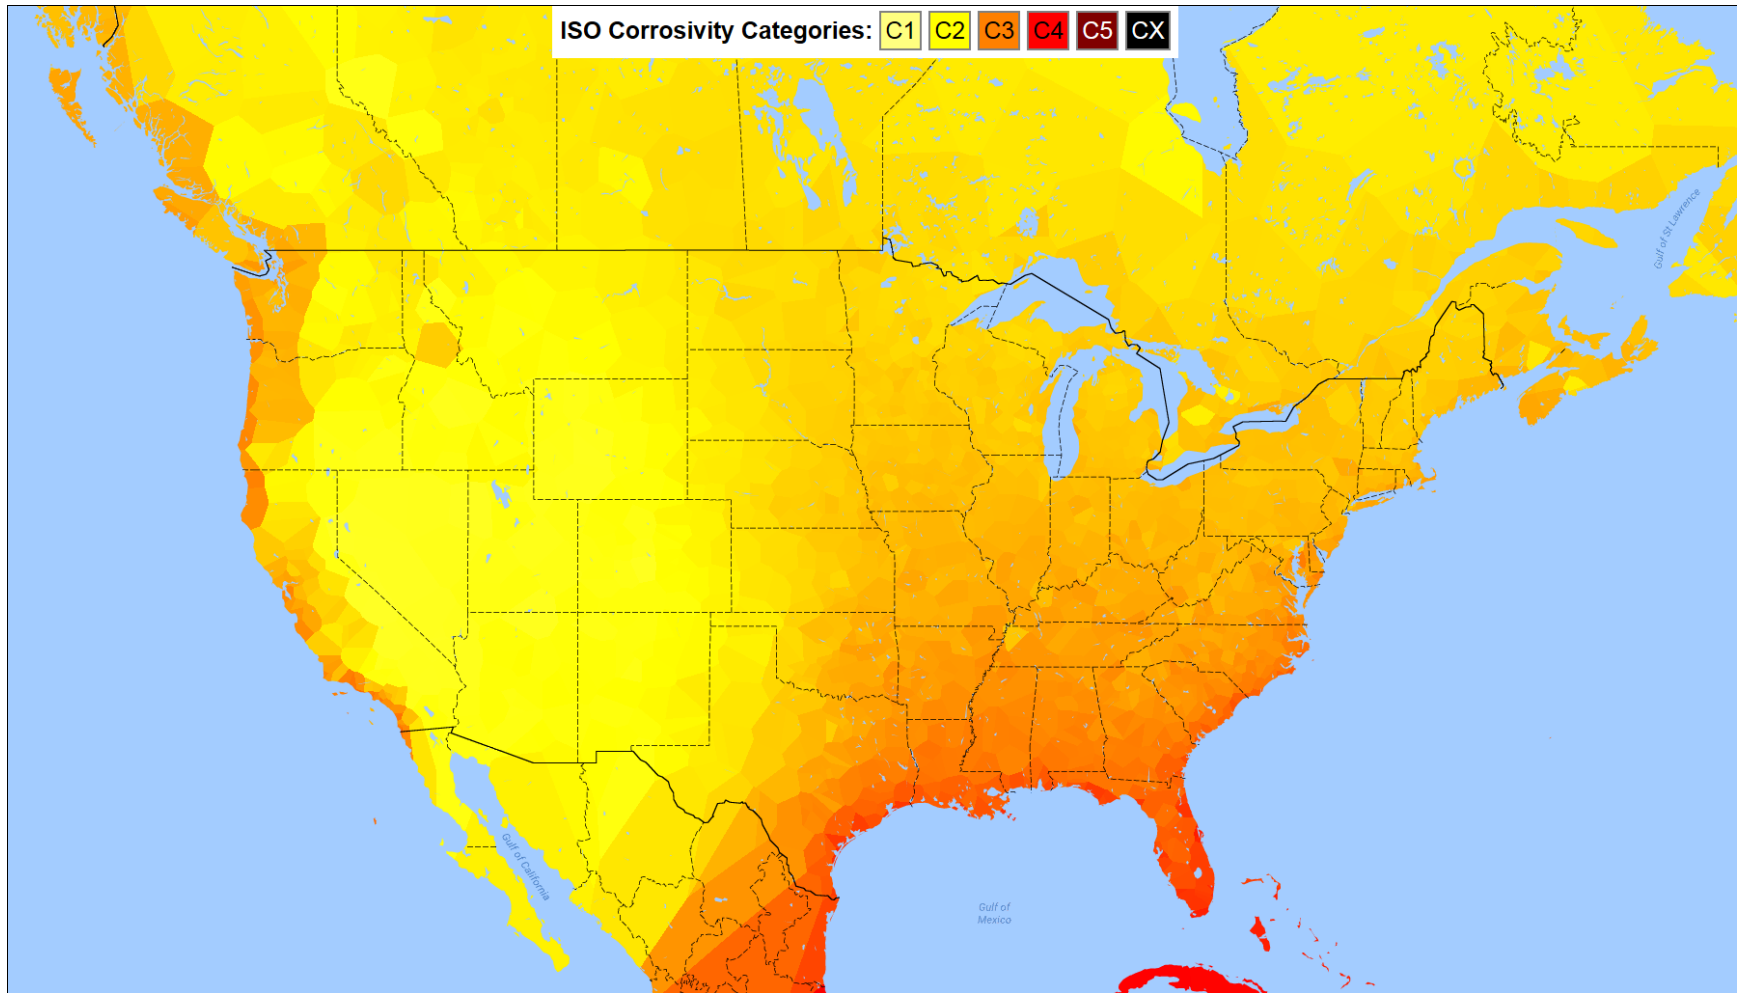 ISO Corrosivity Categories: C1 C2 C3 C4 C5 CX
Gulf of St Lawrence
Gulf of California
Gulf of
Mexico